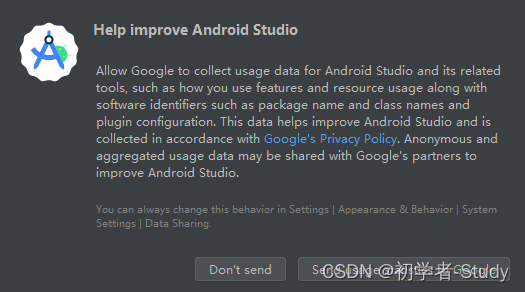 Help improve Android Studio
Allow Google to collect usage data for Android Studio and its related
tools, such as how you use features and resource usage along with
software identifiers such as package name and class names and
plugin configuration. This data helps improve Android Studio and is
collected in accordance with Google's Privacy Policy. Anonymous and
aggregated usage data may be shared with Google's partners to
improve Android Studio.
You can always change this behavior in Settings | Appearance & Behavior | System
Settings | Data Sharing.
Don't send
Send usage to Google
CSDN @初学者-Study